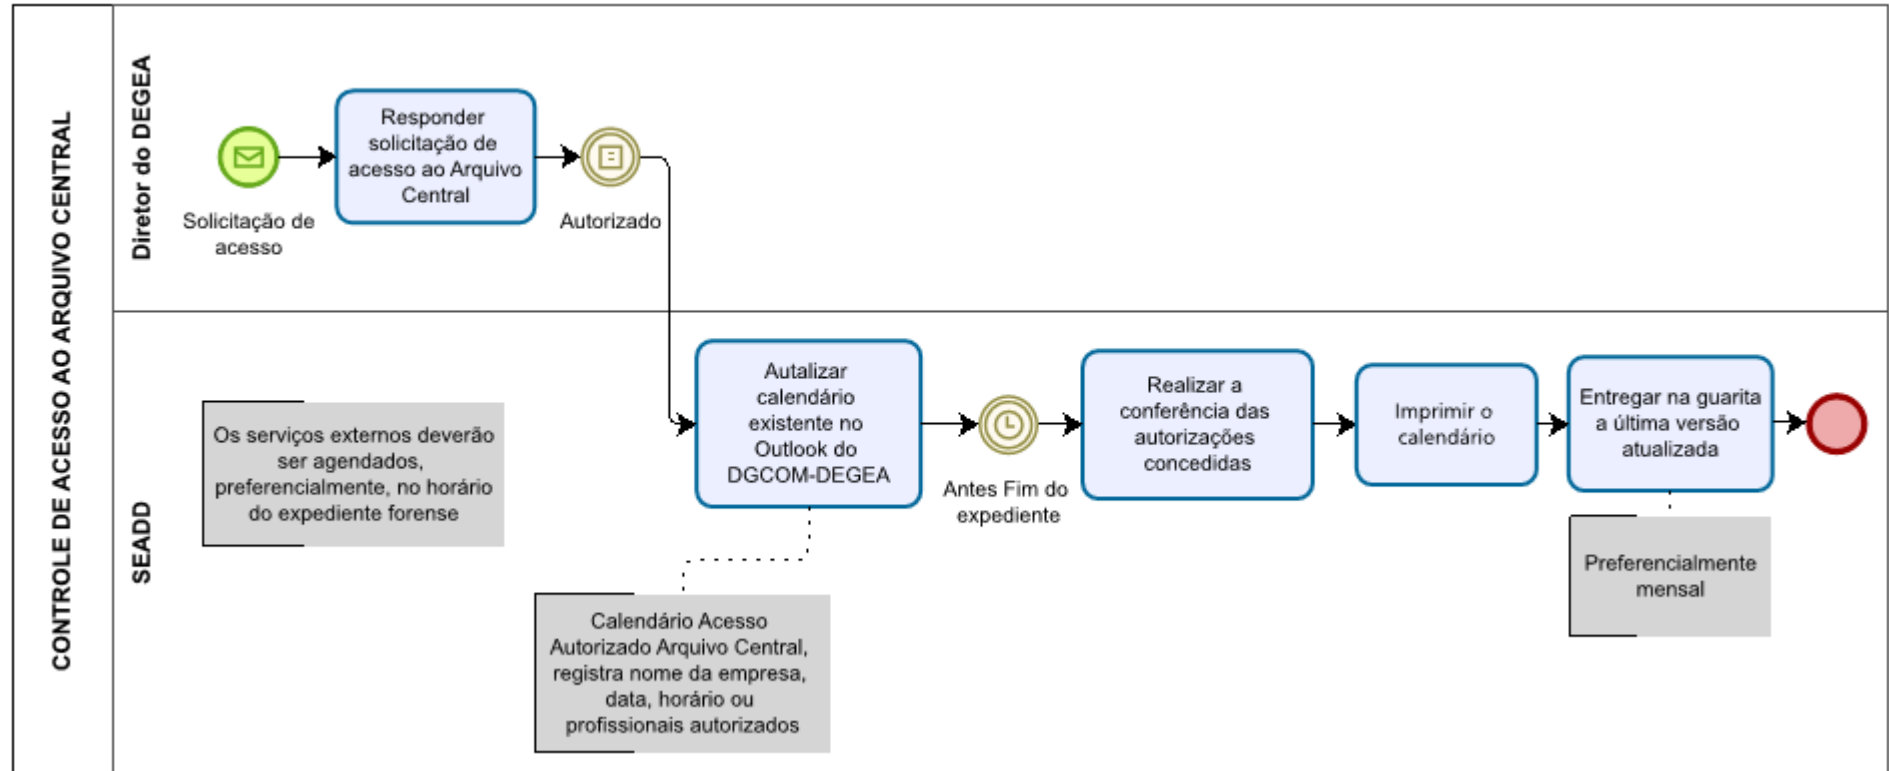 CONTROLE DE ACESSO AO ARQUIVO CENTRAL
Diretor do DEGEA
Solicitação de
acesso
Responder
solicitação de
acesso ao Arquivo
Central
Autorizado
SEADD
Os serviços externos deverão
ser agendados,
preferencialmente, no horário
do expediente forense
Autalizar
calendário
existente no
Outlook do
DGCOM-DEGEA
Calendário Acesso
Autorizado Arquivo Central,
registra nome da empresa,
data, horário ou
profissionais autorizados
Antes Fim do
expediente
Realizar a
conferência das
autorizações
concedidas
Imprimir o
calendário
Entregar na guarita
a última versão
atualizada
Preferencialmente
mensal